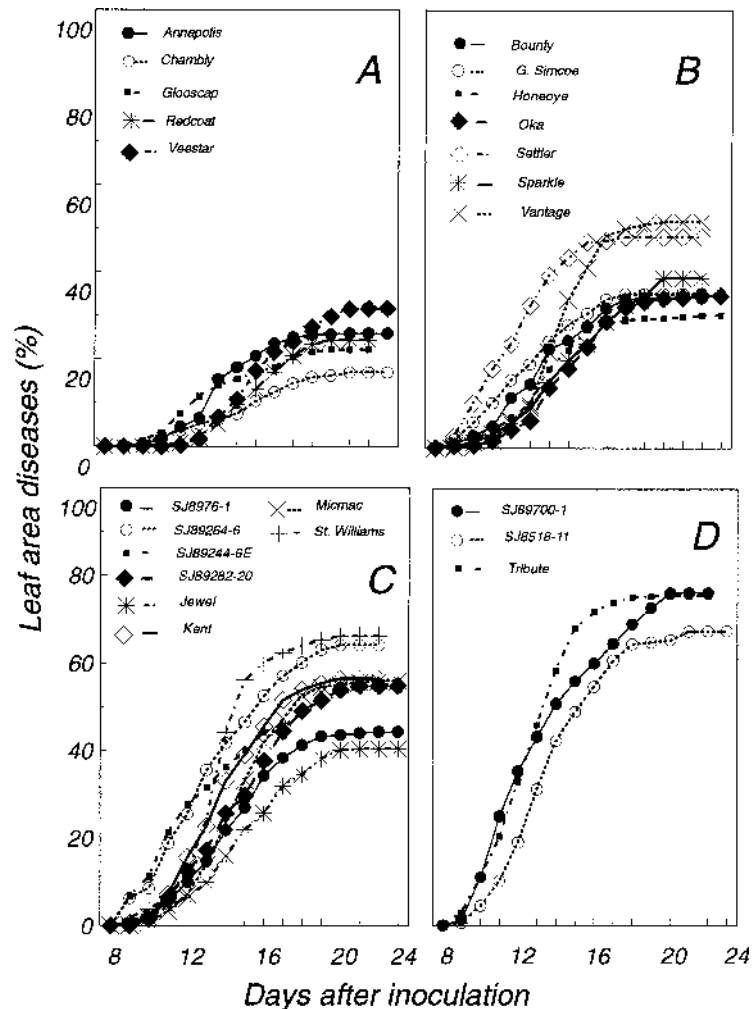 100
80
60
40
20
0
Leaf area diseases (%)
A
Annepolis
Chambly
Glooscap
Redcoat
Veestar
B
Bounty
G. Simcoe
Honeoye
Oka
Settler
Sparkle
Vantage
100
80
60
40
20
0
C
SJ8976-1
SJ89264-6
SJ89244-6E
SJ89282-20
Jewel
Kent
Micmac
St. Williams
D
SJ89700-1
SJ8518-11
Tribute
8 12 16 20 24
8 12 16 20 24
Days after inoculation